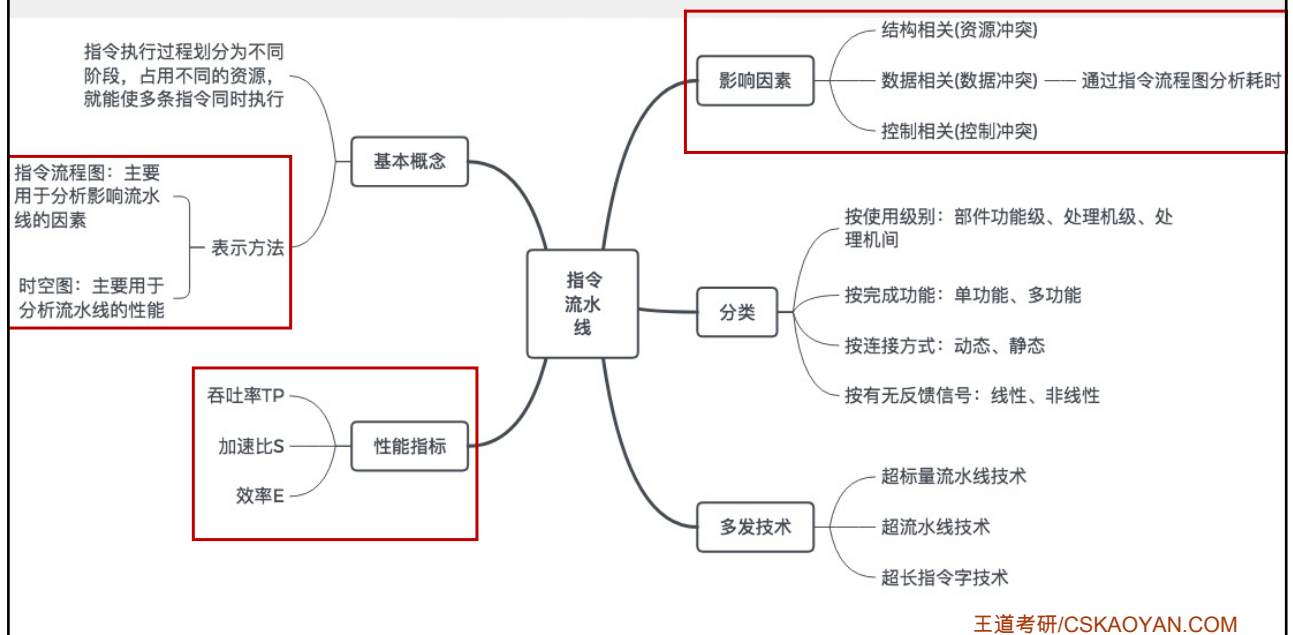 指令执行过程划分为不同
阶段，占用不同的资源，
就能使多条指令同时执行
基本概念
指令流程图：主要
用于分析影响流水
线的因素
表示方法
时空图：主要用于
分析流水线的性能
吞吐率TP
加速比S
效率E
性能指标
指令
流水
线
影响因素
结构相关(资源冲突)
数据相关(数据冲突)
通过指令流程图分析耗时
控制相关(控制冲突)
分类
按使用级别：部件功能级、处理机级、处
理机间
按完成功能：单功能、多功能
按连接方式：动态、静态
按有无反馈信号：线性、非线性
多发技术
超标量流水线技术
超流水线技术
超长指令字技术
王道考研/CSKAOYAN.COM